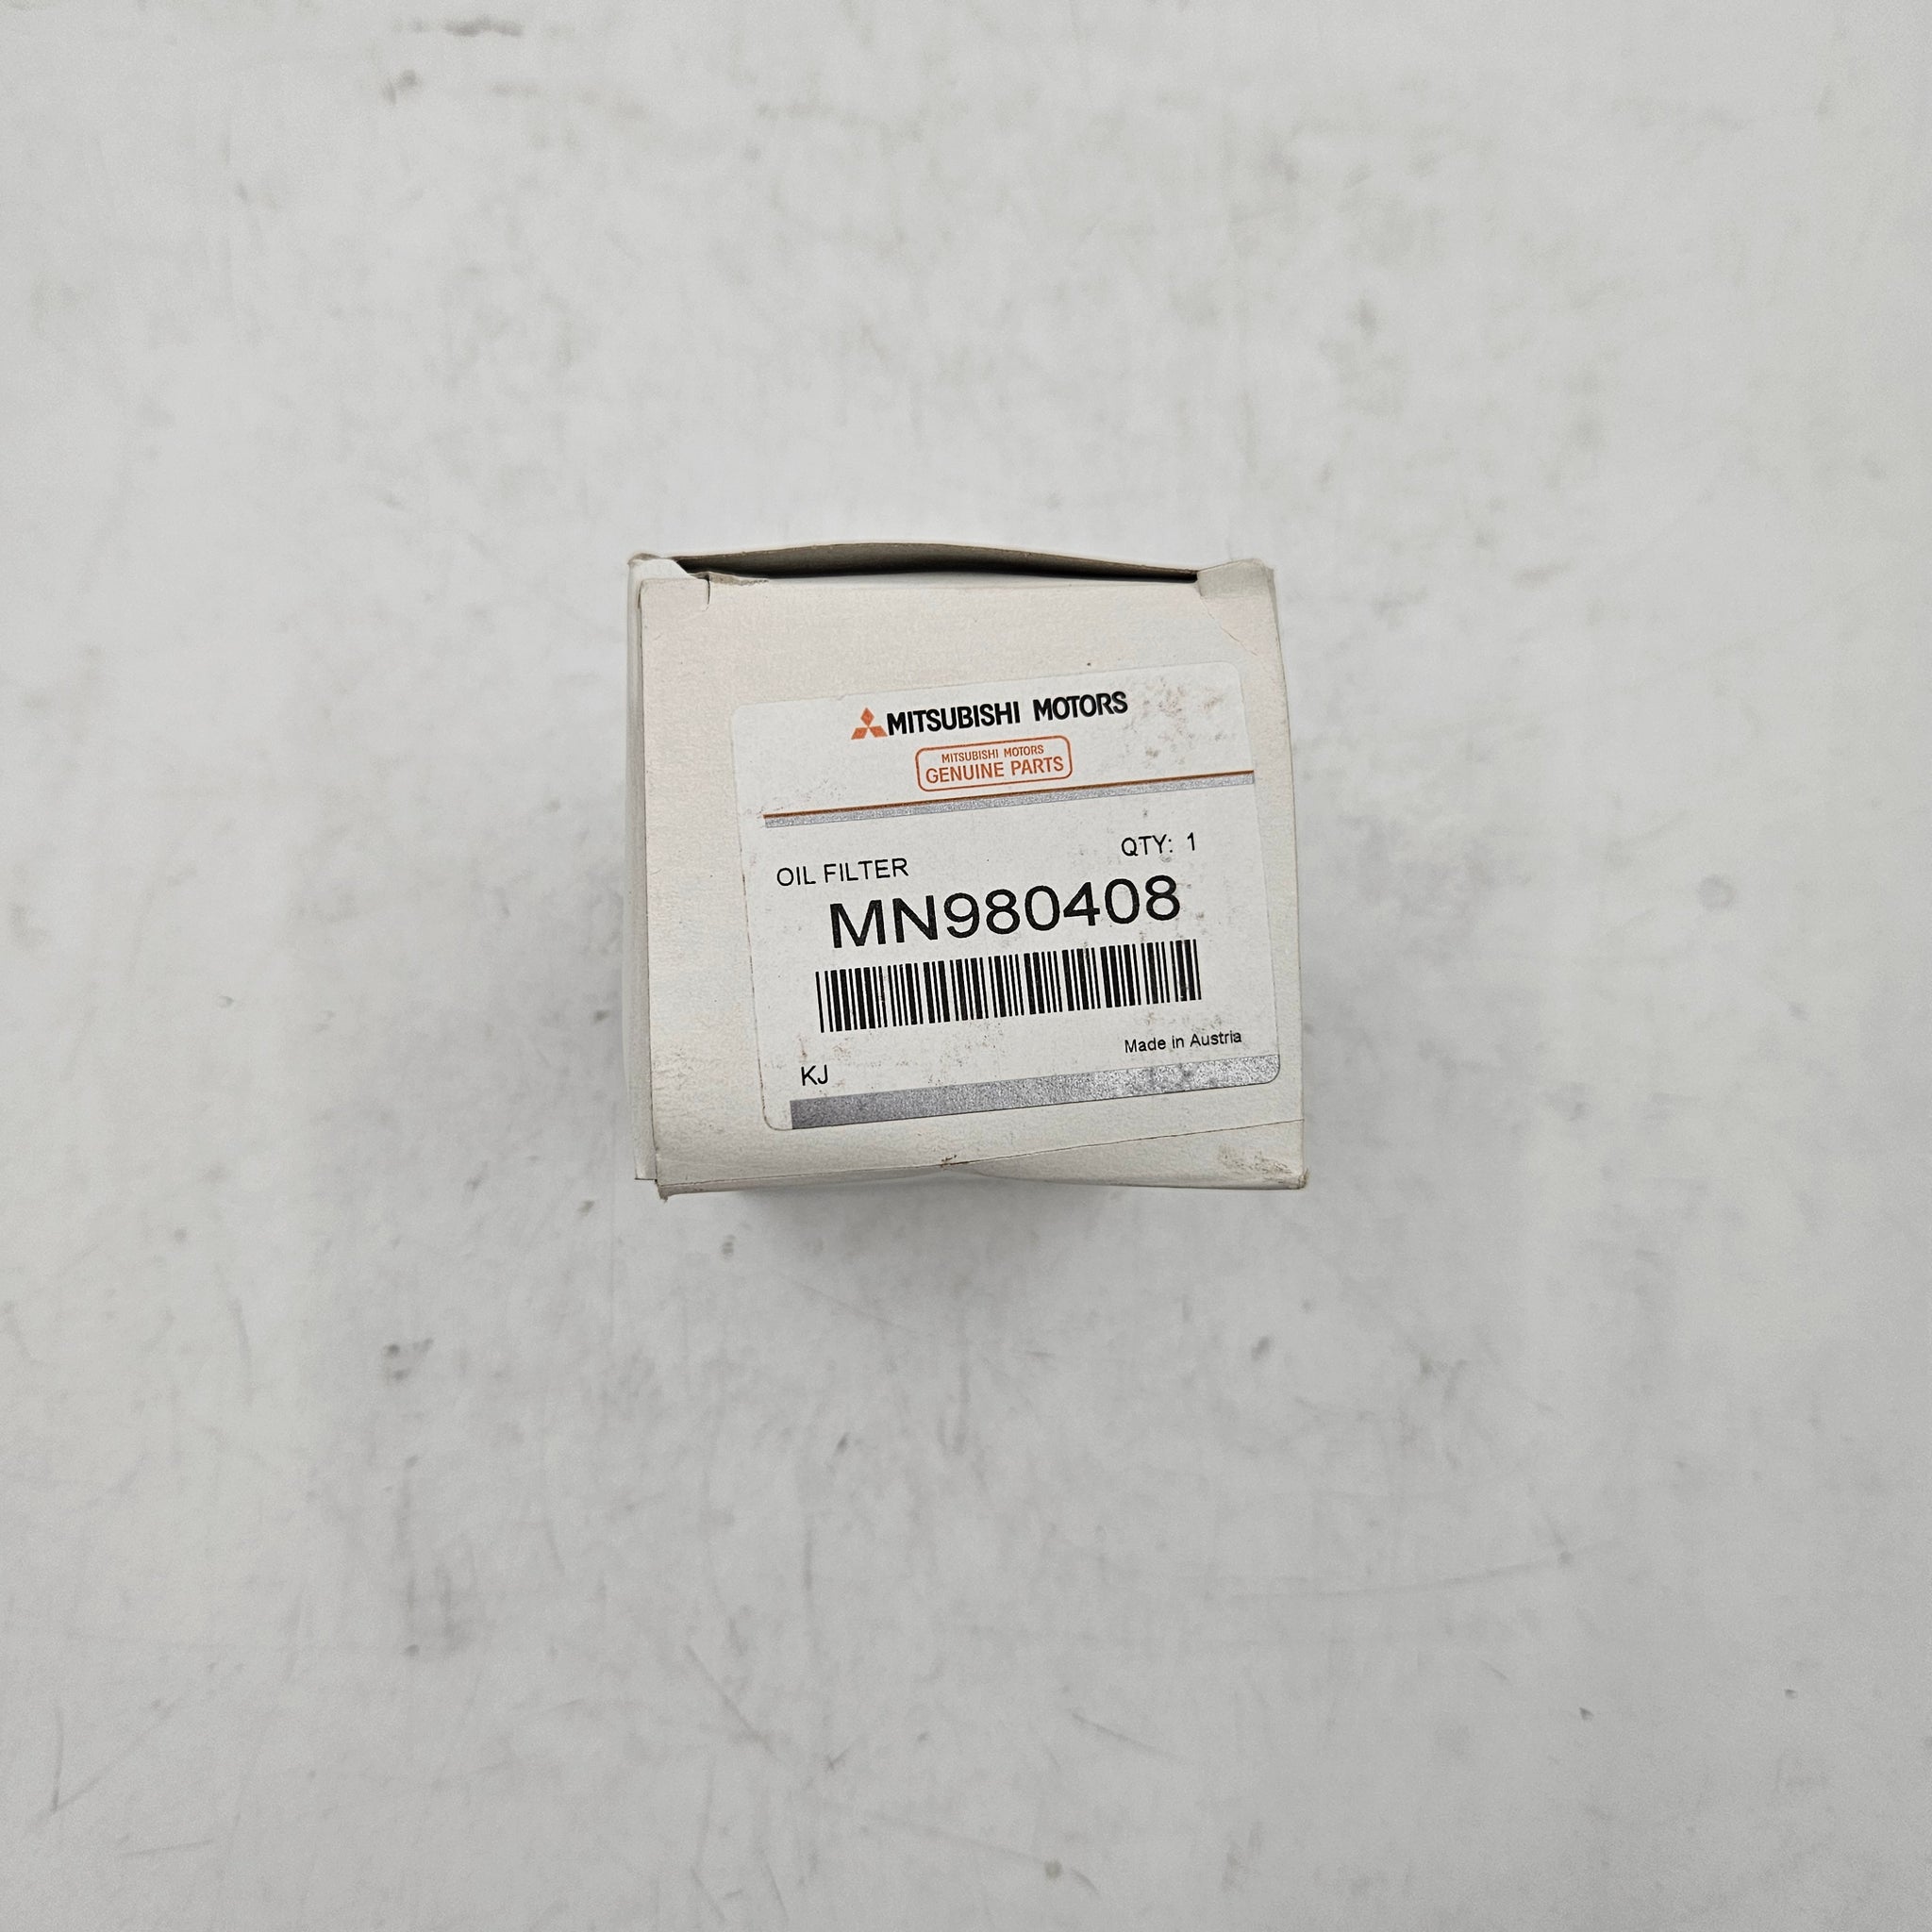 MITSUBISHI MOTORS
MITSUBISHI MOTORS
GENUINE PARTS
QTY: 1
OIL FILTER
MN980408
Made in Austria
KJ